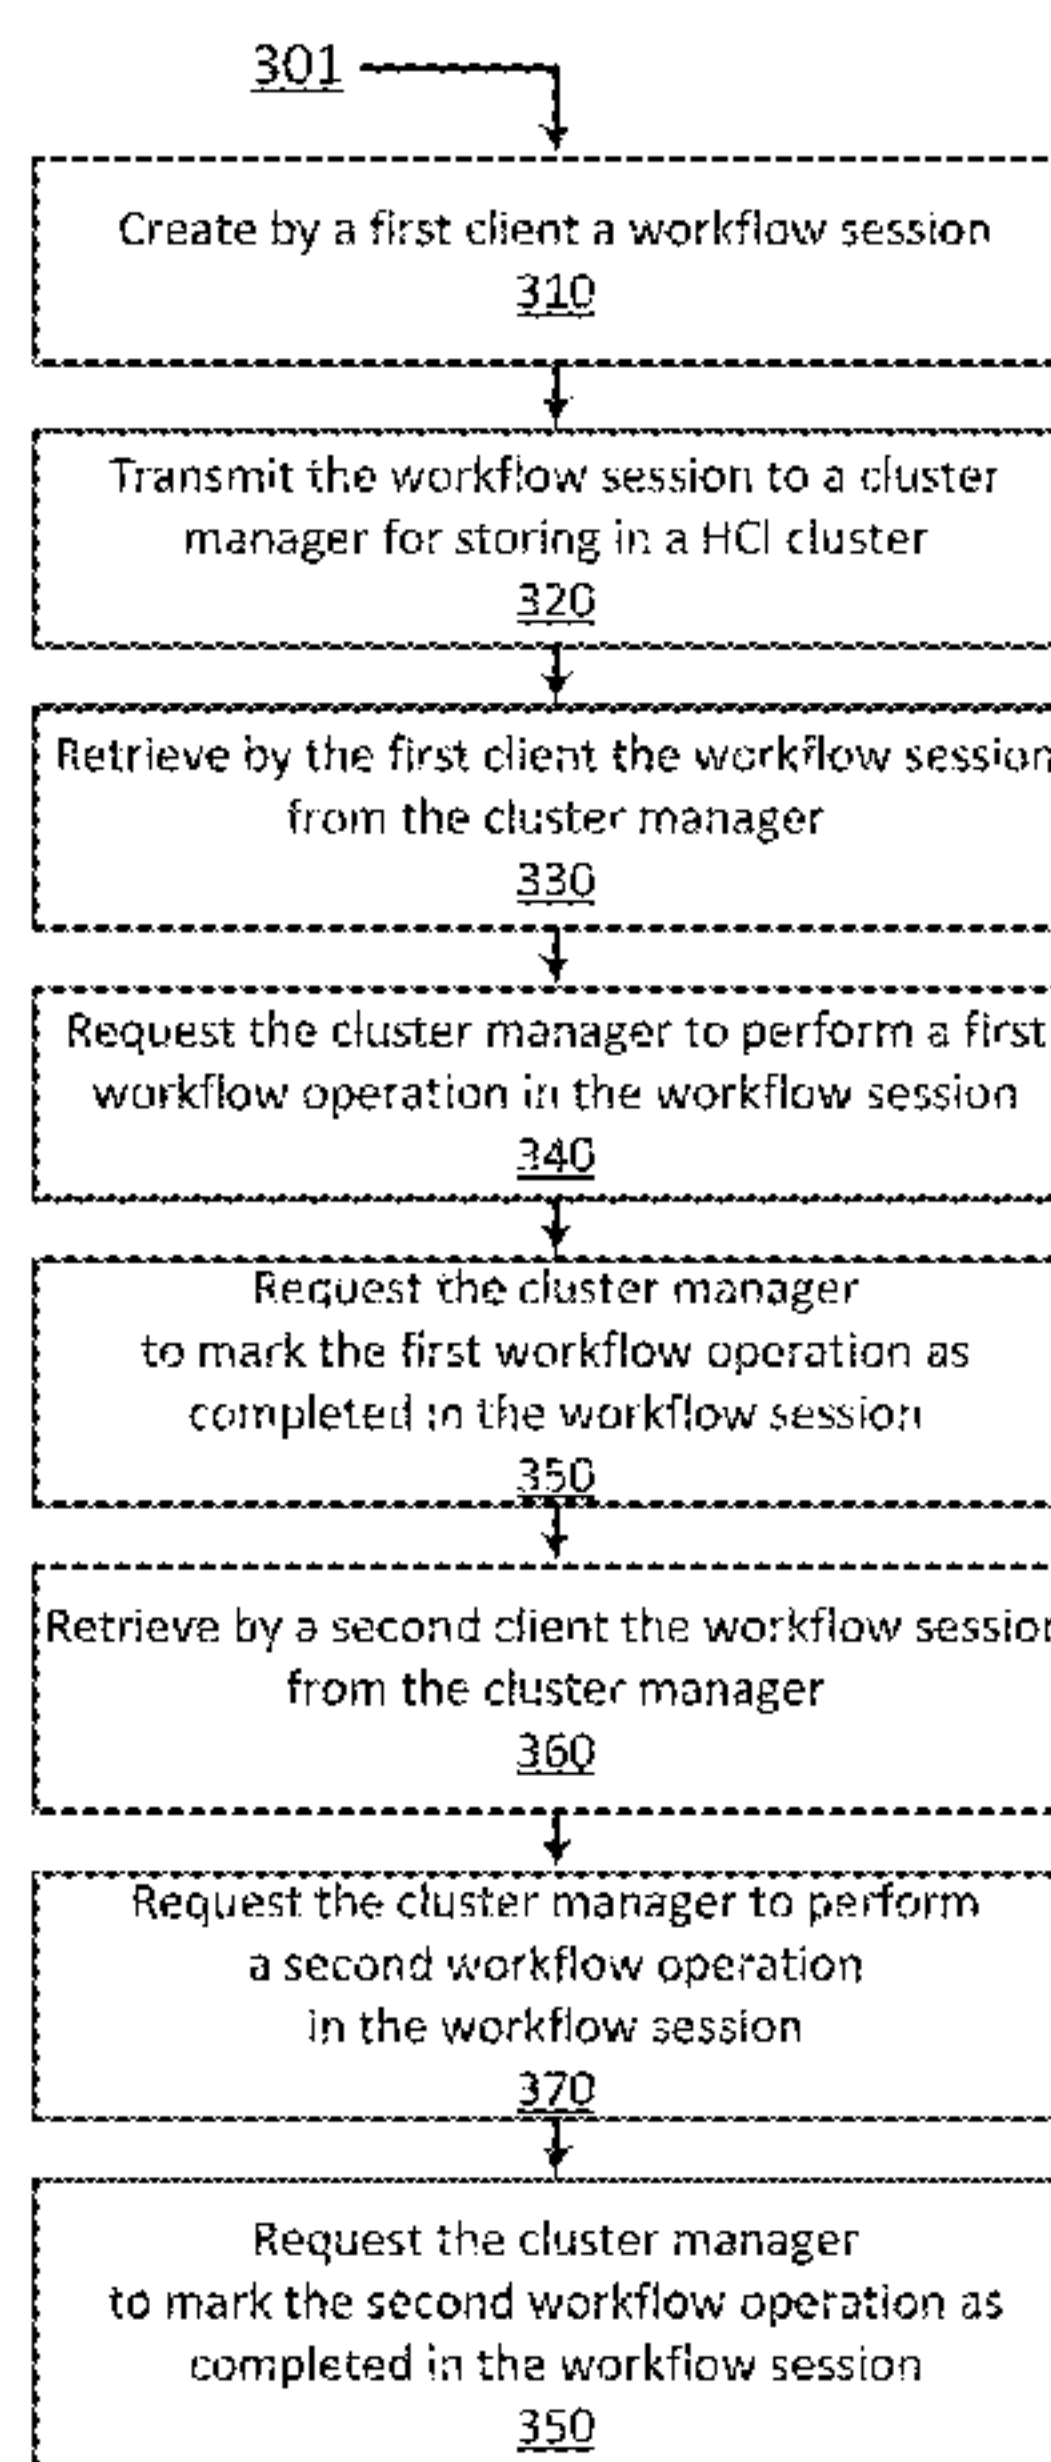 301
Create by a first client a workflow session
310
Transmit the workflow session to a cluster
manager for storing in a HCI cluster
320
Retrieve by the first client the workflow session
from the cluster manager
330
Request the cluster manager to perform a first
workflow operation in the workflow session
340
Request the cluster manager
to mark the first workflow operation as
completed in the workflow session
350
Retrieve by a second client the workflow session
from the cluster manager
360
Request the cluster manager to perform
a second workflow operation
in the workflow session
370
Request the cluster manager
to mark the second workflow operation as
completed in the workflow session
350